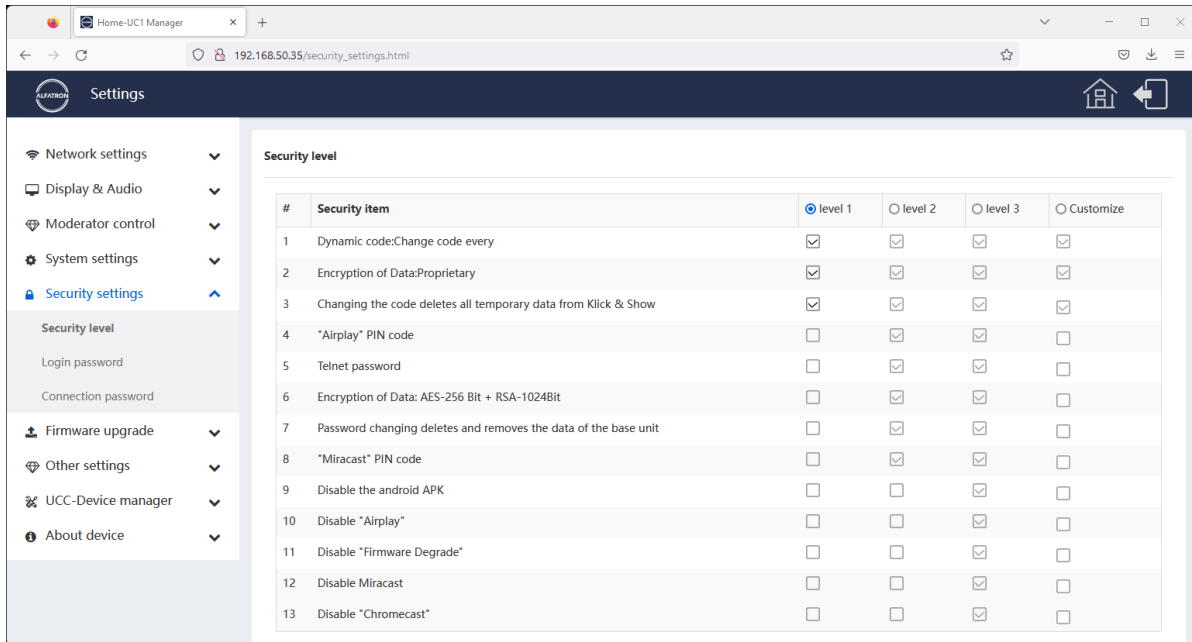 Home-UC1 Manager
192.168.50.35/security_settings.html
ALFATRON
Settings
Network settings
Display & Audio
Moderator control
System settings
Security settings
Security level
Login password
Connection password
Firmware upgrade
Other settings
UCC-Device manager
About device
Security level
# Security item level 1 level 2 level 3 Customize
1 Dynamic code:Change code every
2 Encryption of Data:Proprietary
3 Changing the code deletes all temporary data from Klick & Show
4 "Airplay" PIN code
5 Telnet password
6 Encryption of Data: AES-256 Bit + RSA-1024Bit
7 Password changing deletes and removes the data of the base unit
8 "Miracast" PIN code
9 Disable the android APK
10 Disable "Airplay"
11 Disable "Firmware Degrade"
12 Disable Miracast
13 Disable "Chromecast"